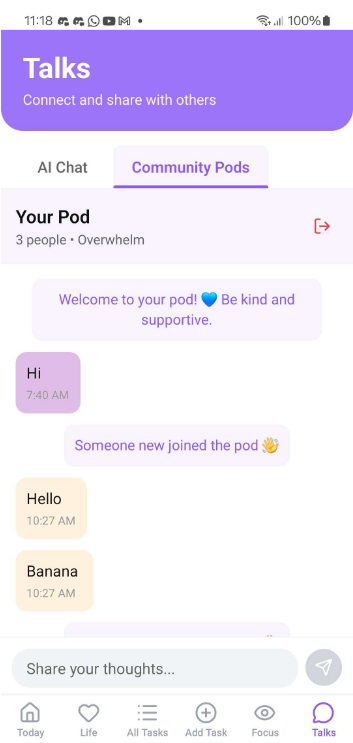 11:18
100%
Talks
Connect and share with others
AI Chat
Community Pods
Your Pod
3 people • Overwhelm
Welcome to your pod! 💙 Be kind and
supportive.
Hi
7:40 AM
Someone new joined the pod 👋
Hello
10:27 AM
Banana
10:27 AM
Share your thoughts...
Today
Life
All Tasks
Add Task
Focus
Talks